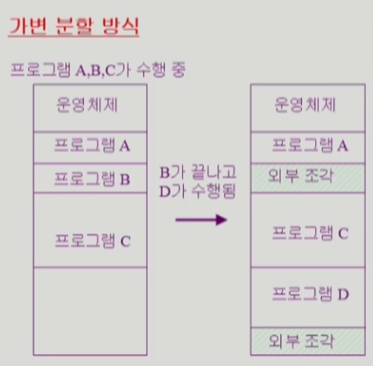 가변 분할 방식
프로그램 A,B,C가 수행 중
운영체제
프로그램 A
프로그램 B
프로그램 C
B가 끝나고
D가 수행됨
운영체제
프로그램 A
외부 조각
프로그램 C
프로그램 D
외부 조각